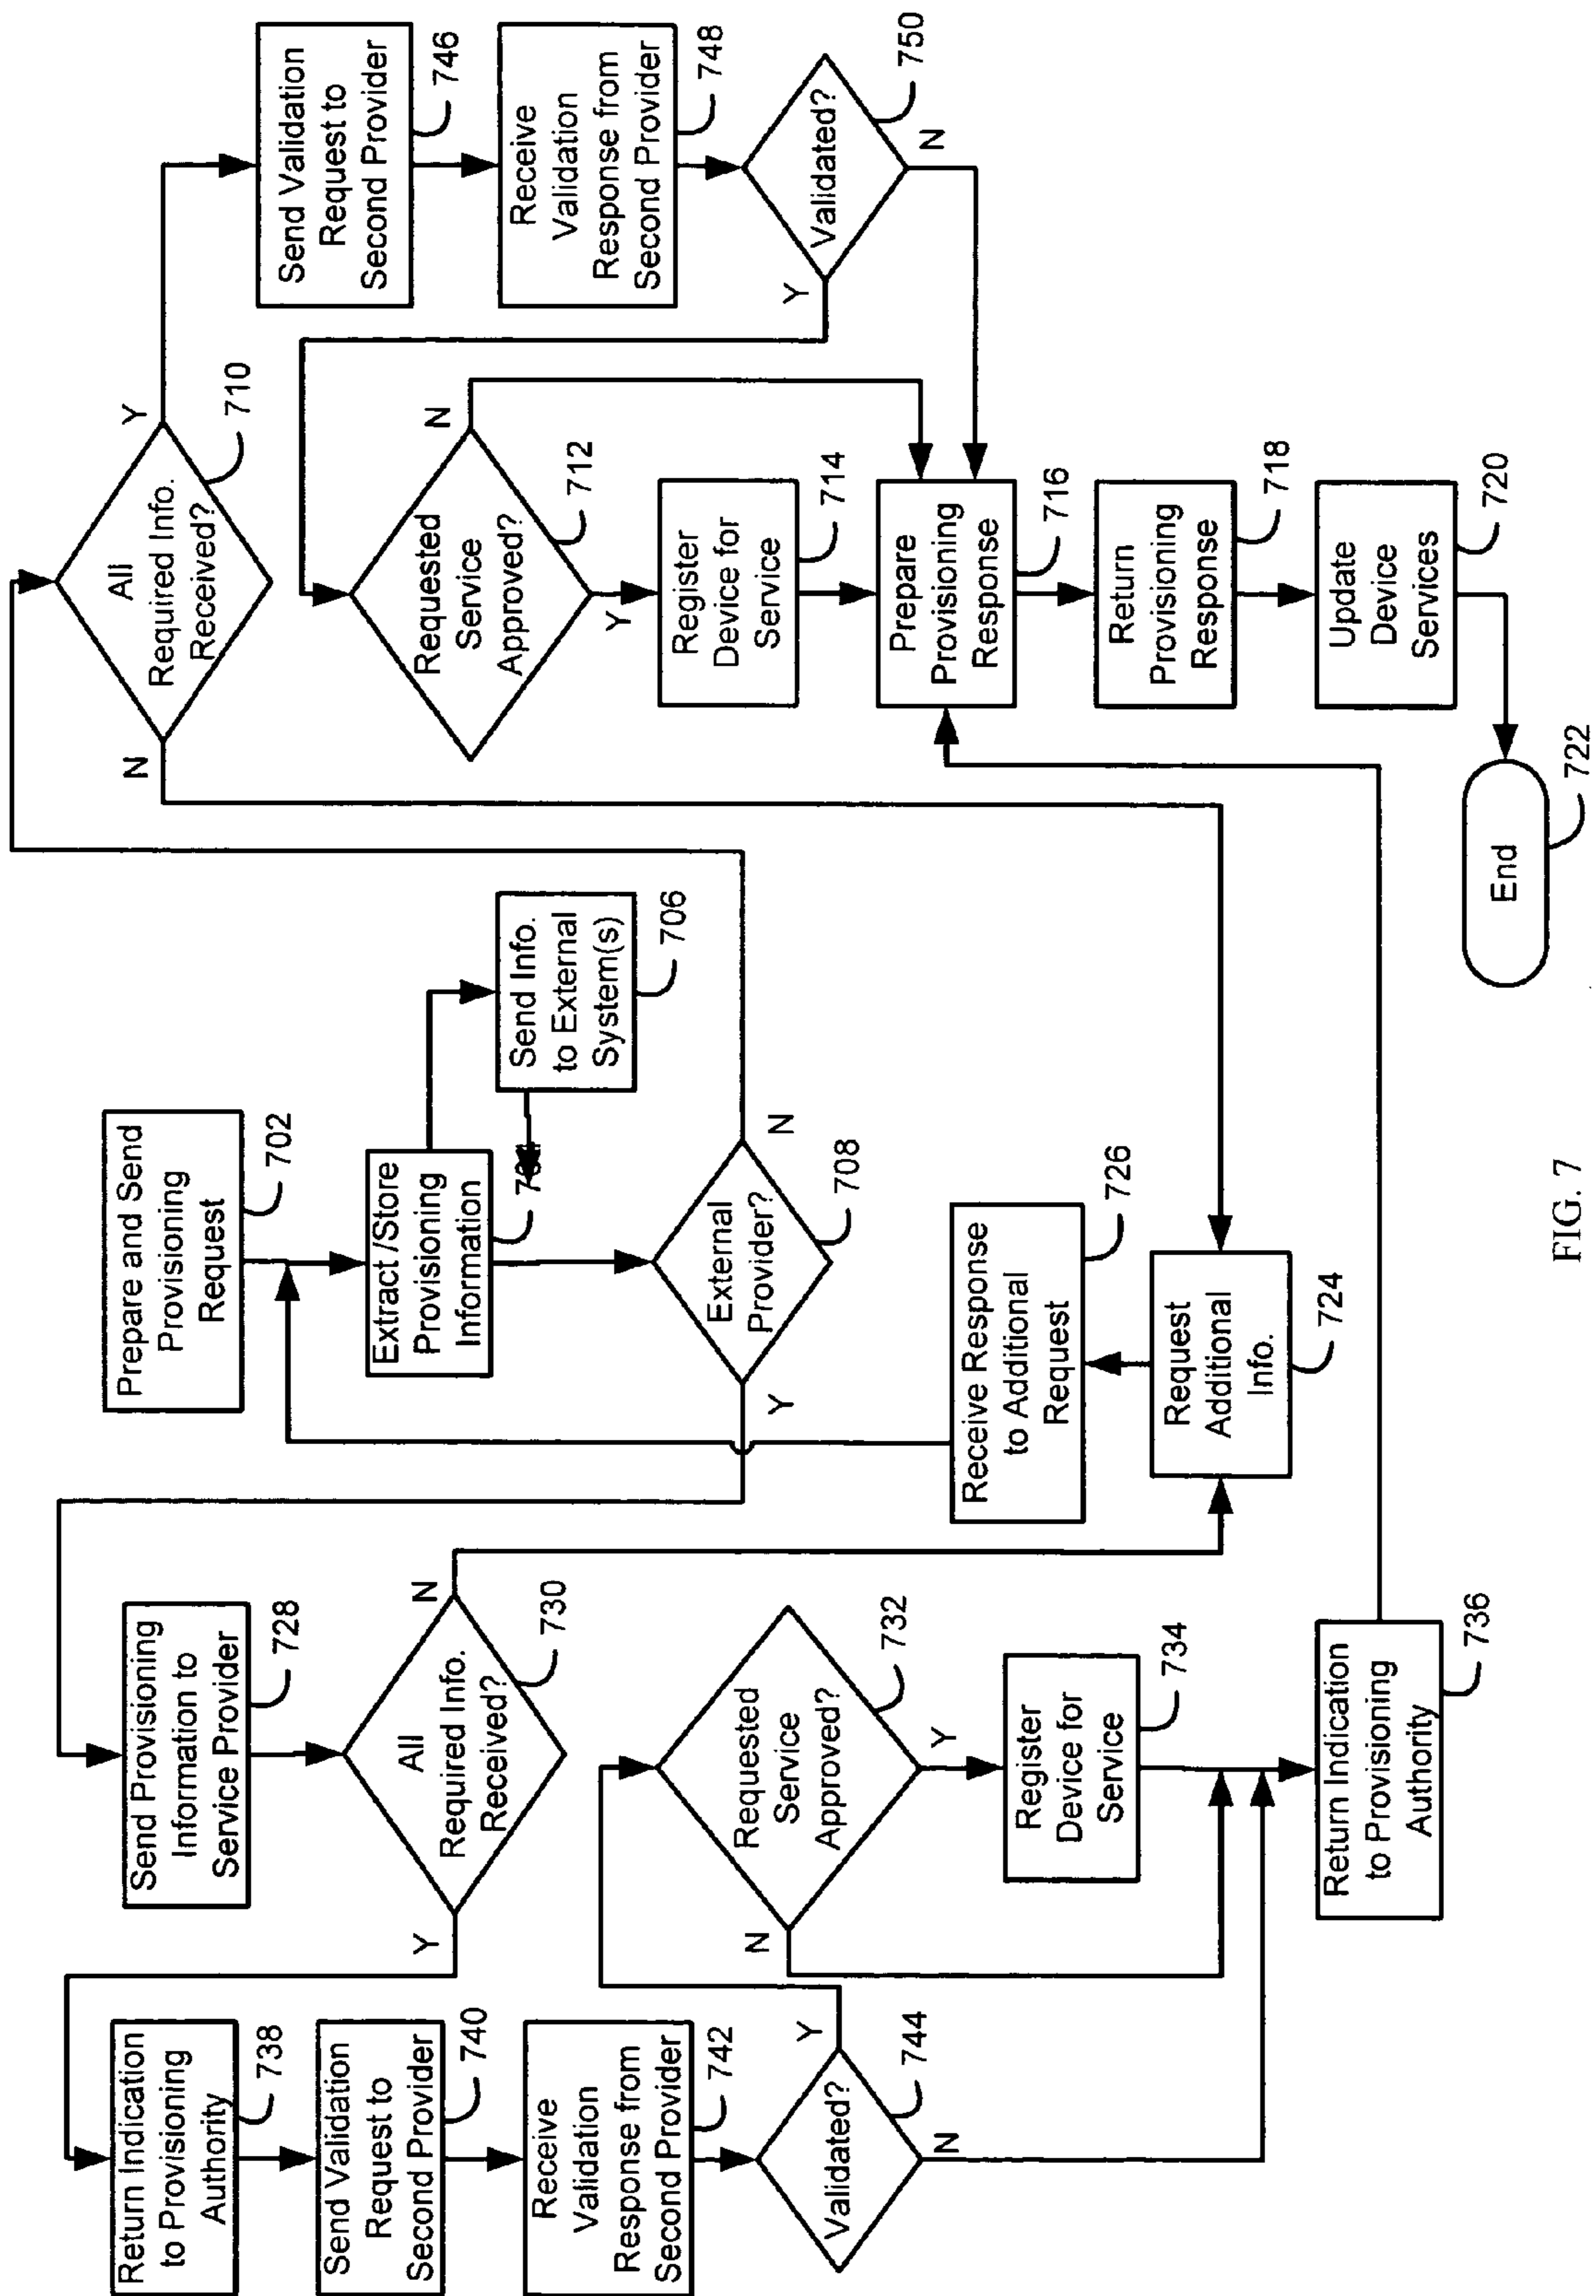 Prepare and Send
Provisioning
Request
702
Extract /Store
Provisioning
Information
Send Info.
to External
System(s)
706
External
Provider?
708
Y
N
All
Required Info.
Received?
710
Y
N
Send Validation
Request to
Second Provider
746
Receive
Validation
Response from
Second Provider
748
Validated?
750
Y
N
Requested
Service
Approved?
712
N
Y
Register
Device for
Service
714
Prepare
Provisioning
Response
716
Return
Provisioning
Response
718
Update
Device
Services
720
End
722
Request
Additional
Info.
724
Receive Response
to Additional
Request
726
Send Provisioning
Information to
Service Provider
728
All
Required Info.
Received?
730
Y
N
Return Indication
to Provisioning
Authority
738
Send Validation
Request to
Second Provider
740
Receive
Validation
Response from
Second Provider
742
Validated?
744
Y
N
Requested
Service
Approved?
732
N
Y
Register
Device for
Service
734
Return Indication
to Provisioning
Authority
736
FIG. 7